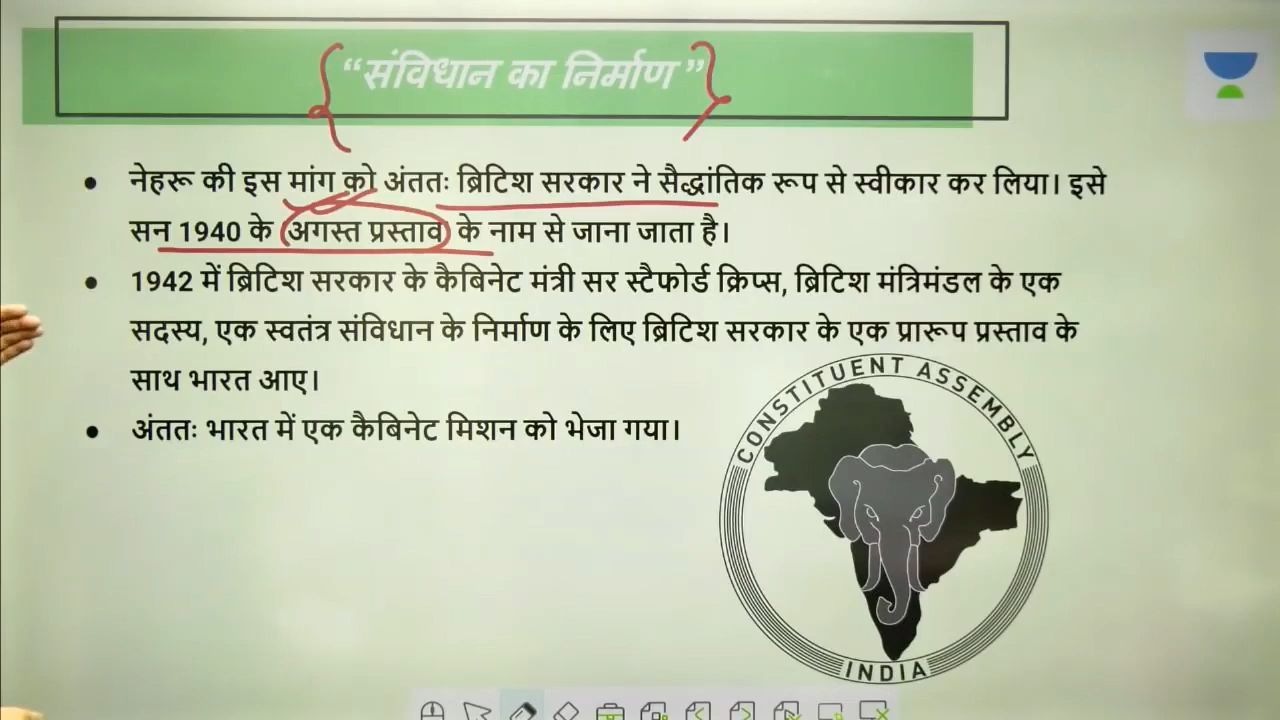 “संविधान का निर्माण”
• नेहरू की इस मांग को अंततः ब्रिटिश सरकार ने सैद्धांतिक रूप से स्वीकार कर लिया। इसे
सन 1940 के अगस्त प्रस्ताव के नाम से जाना जाता है।
• 1942 में ब्रिटिश सरकार के कैबिनेट मंत्री सर स्टैफोर्ड क्रिप्स, ब्रिटिश मंत्रिमंडल के एक
सदस्य, एक स्वतंत्र संविधान के निर्माण के लिए ब्रिटिश सरकार के एक प्रारूप प्रस्ताव के
साथ भारत आए।
• अंततः भारत में एक कैबिनेट मिशन को भेजा गया।
CONSTITUENT ASSEMBLY
INDIA